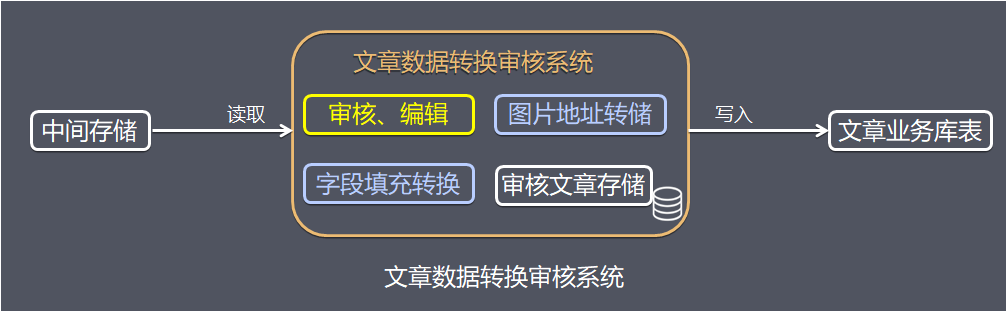 文章数据转换审核系统
中间存储
读取
审核、编辑
图片地址转储
字段填充转换
审核文章存储
写入
文章业务库表
文章数据转换审核系统